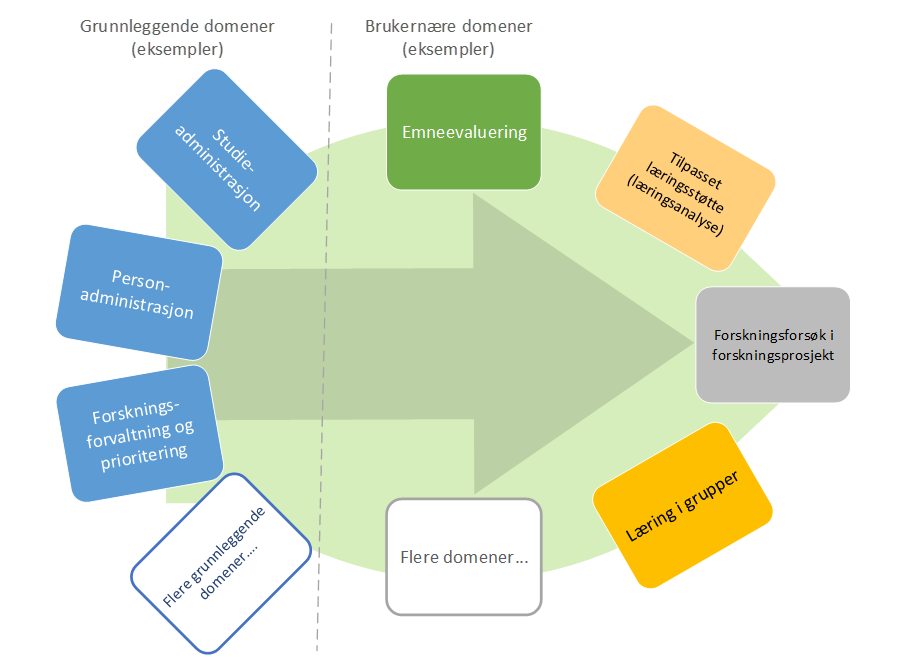 Grunnleggende domener
(eksempler)
Brukernære domener
(eksempler)
Studie-
administrasjon
Person-
administrasjon
Forsknings-
forvaltning og
prioritering
Flere grunnleggende
domener....
Emneevaluering
Tilpasset
læringsstøtte
(læringsanalyse)
Forskningsforsøk i
forskningsprosjekt
Læring i grupper
Flere domener...